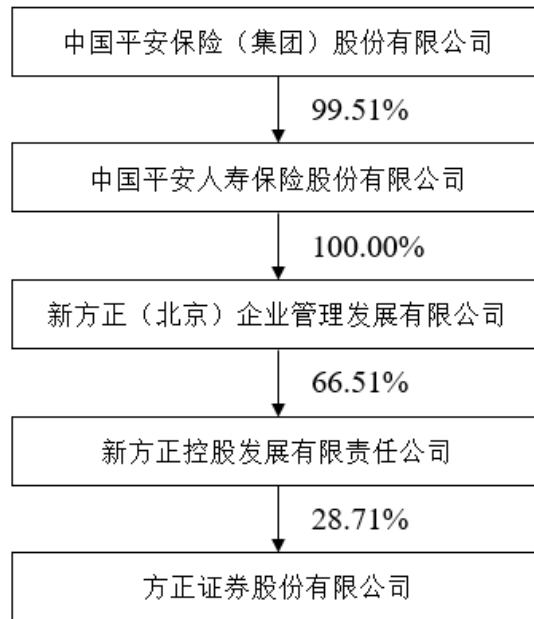 中国平安保险（集团）股份有限公司
99.51%
中国平安人寿保险股份有限公司
100.00%
新方正（北京）企业管理发展有限公司
66.51%
新方正控股发展有限责任公司
28.71%
方正证券股份有限公司